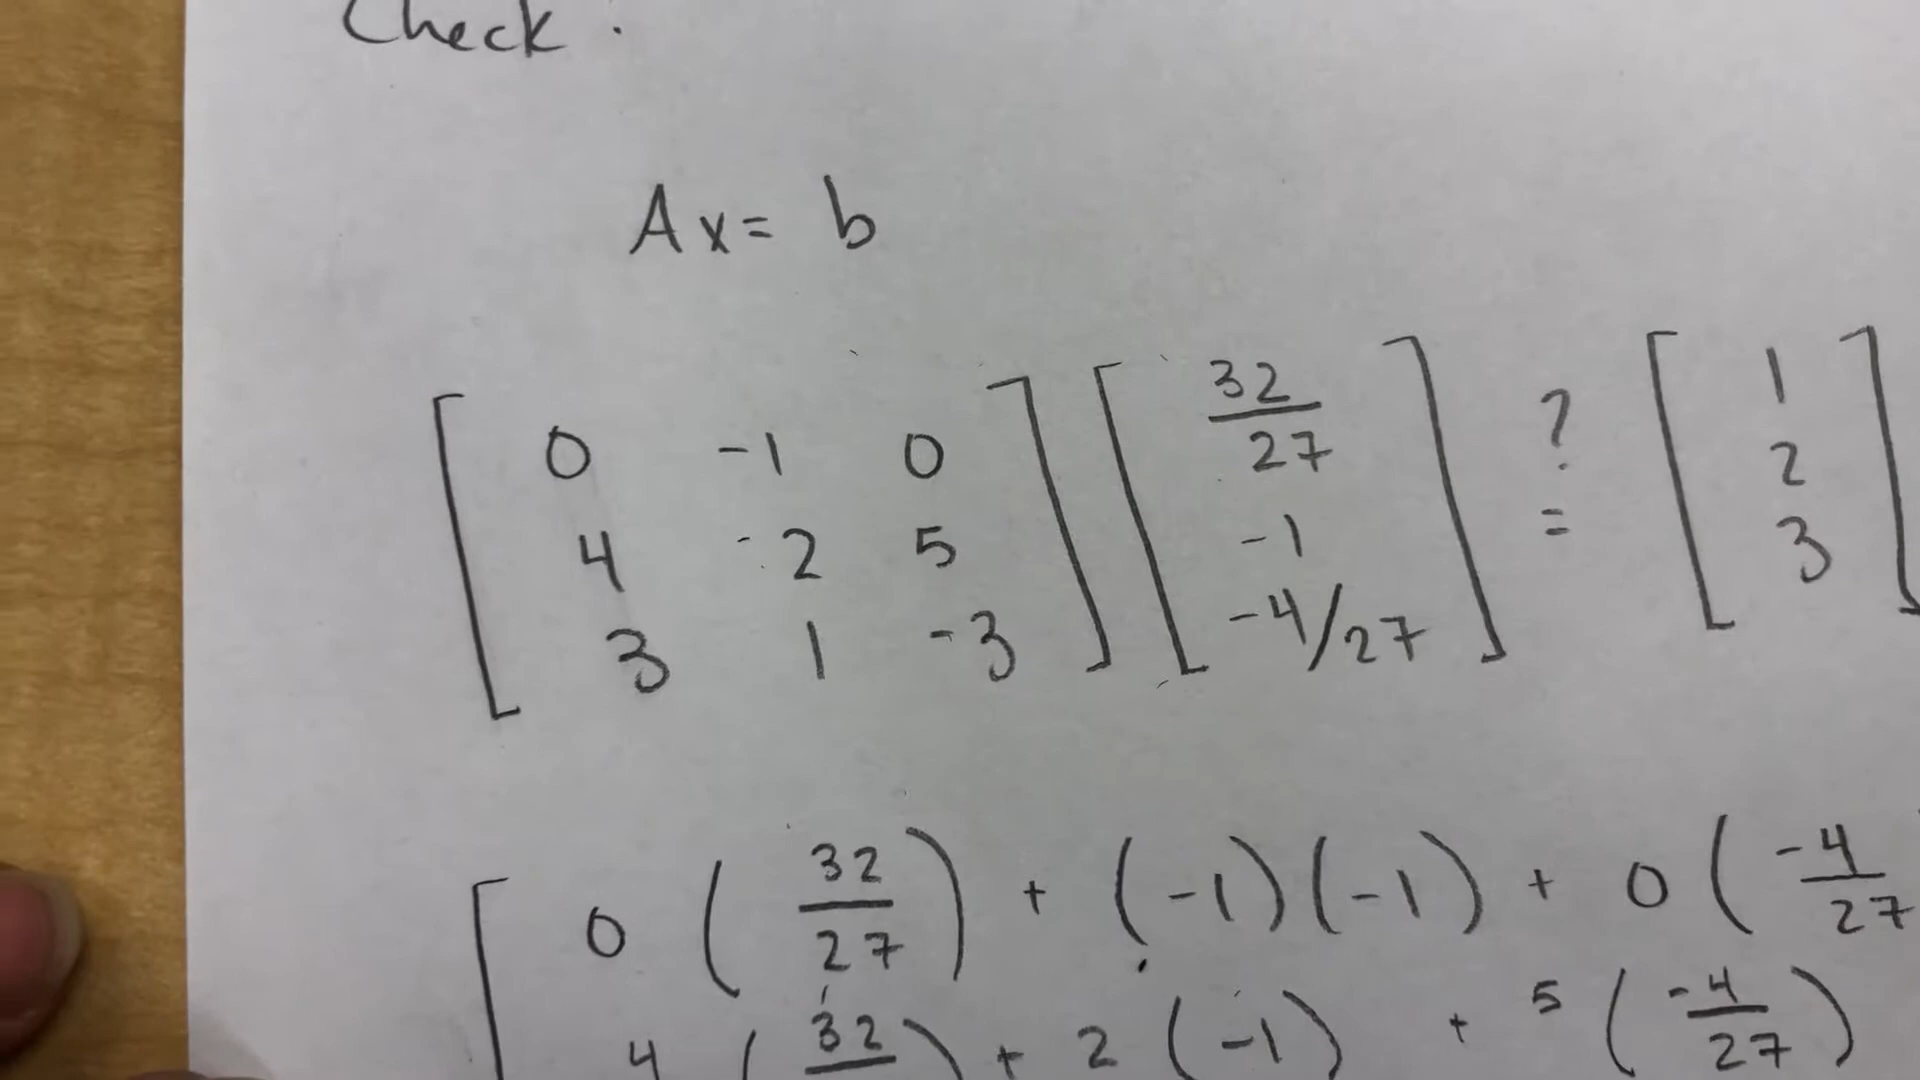 Check.
Ax = b
[ 0 -1 0 ] [ 32/27 ] ? [ 1 ]
[ 4 -2 5 ] [ -1 ] = [ 2 ]
[ 3 1 -3 ] [ -4/27 ] [ 3 ]
[ 0 ( 32/27 ) + (-1)(-1) + 0 ( -4/27
4 ( 32 ) + 2 (-1) + 5 ( -4/27 )